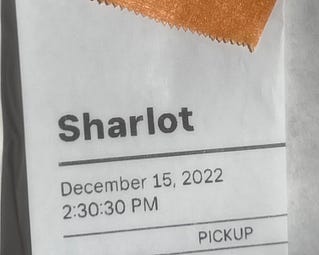 Sharlot
December 15, 2022
2:30:30 PM
PICKUP